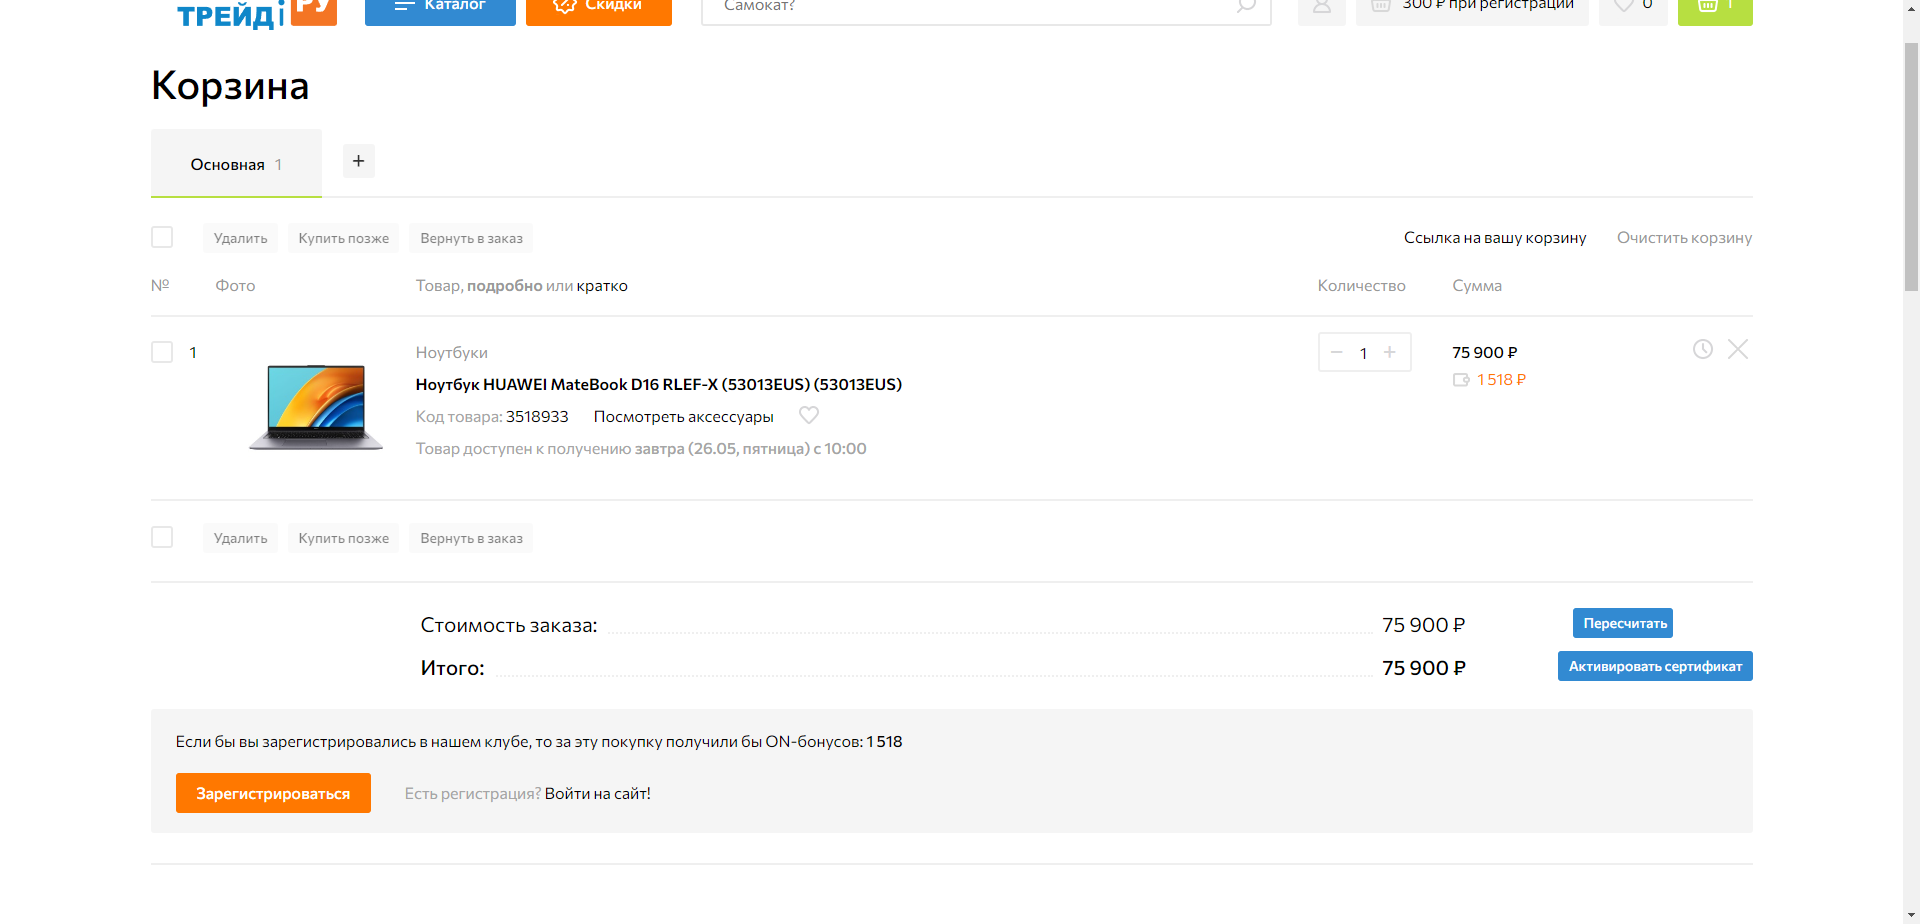 ТРЕЙД
РУ
Каталог
Скидки
Самокат?
300 ₽ при регистрации
0
1
Корзина
Основная 1
+
Удалить Купить позже Вернуть в заказ Ссылка на вашу корзину Очистить корзину
№ Фото Товар, подробно или кратко Количество Сумма
1 Ноутбуки 1 75 900 ₽
1 518 ₽
Ноутбук HUAWEI MateBook D16 RLEF-X (53013EUS) (53013EUS)
Код товара: 3518933 Посмотреть аксессуары
Товар доступен к получению завтра (26.05, пятница) с 10:00
Удалить Купить позже Вернуть в заказ
Стоимость заказа: 75 900 ₽ Пересчитать
Итого: 75 900 ₽ Активировать сертификат
Если бы вы зарегистрировались в нашем клубе, то за эту покупку получили бы ON-бонусов: 1 518
Зарегистрироваться Есть регистрация? Войти на сайт!